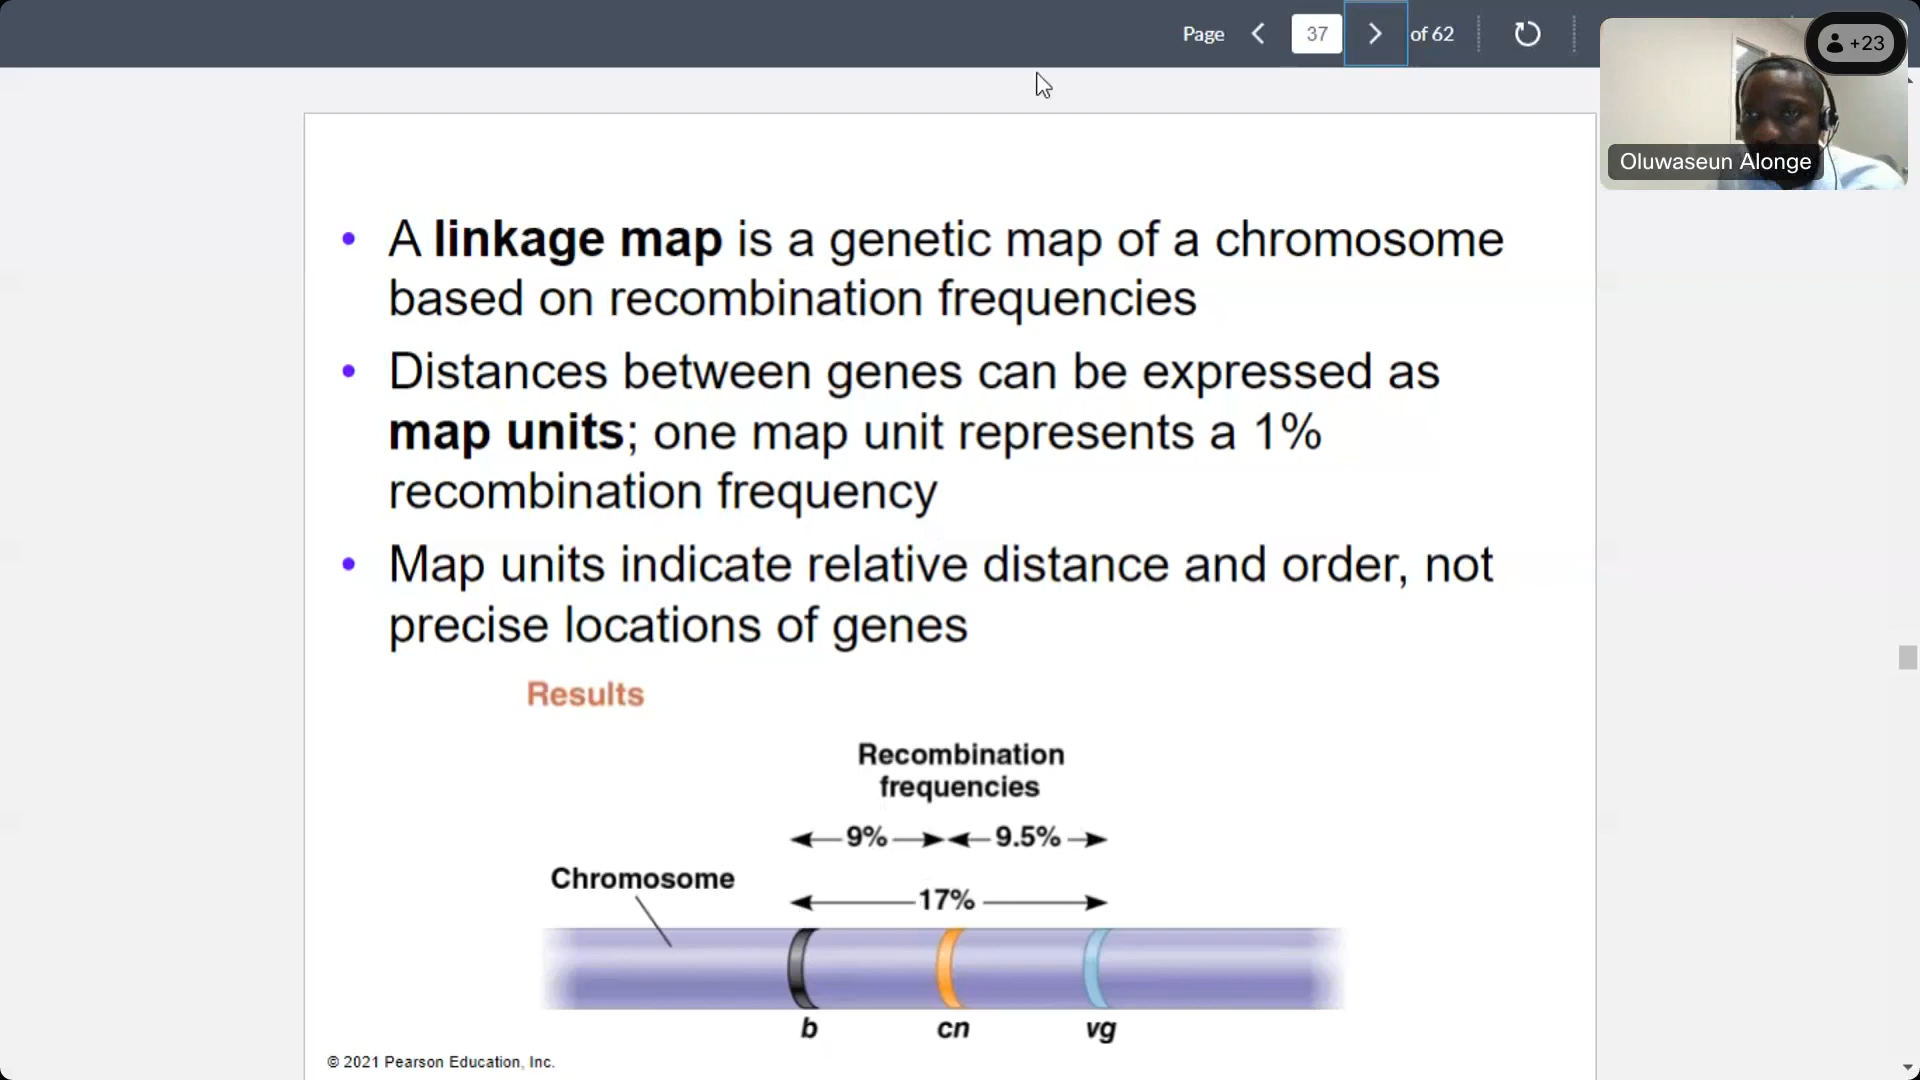 Page 37 of 62
+23
Oluwaseun Alonge
• A linkage map is a genetic map of a chromosome
based on recombination frequencies
• Distances between genes can be expressed as
map units; one map unit represents a 1%
recombination frequency
• Map units indicate relative distance and order, not
precise locations of genes
Results
Recombination
frequencies
9% 9.5%
Chromosome
17%
b cn vg
© 2021 Pearson Education, Inc.